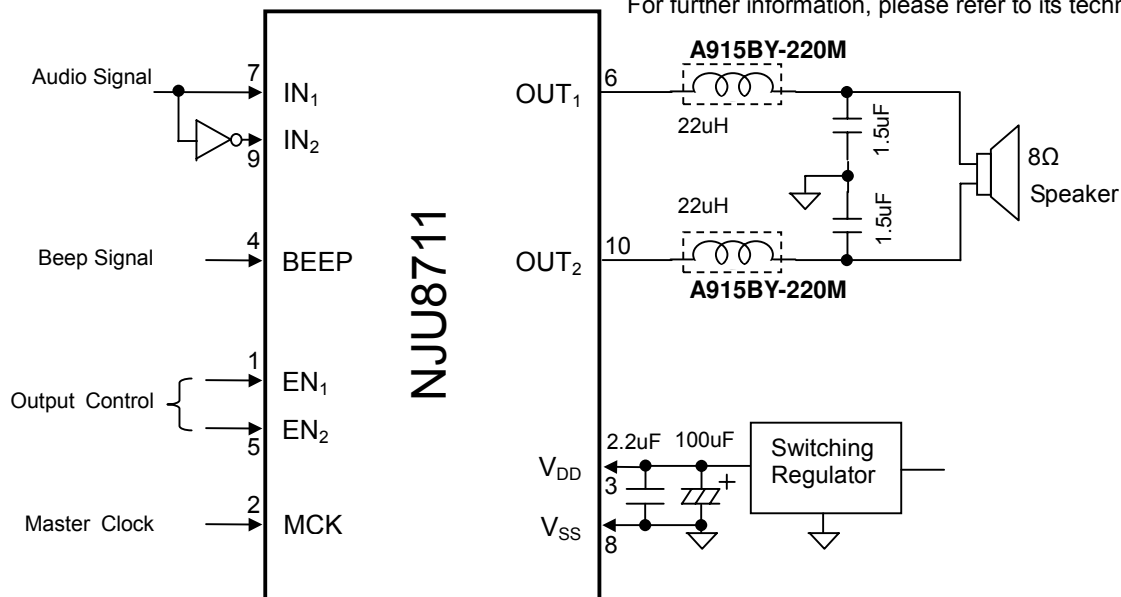 For further information, please refer to its techn
A915BY-220M
Audio Signal
7
IN1
9
IN2
OUT1
6
22uH
1.5uF
8Ω
Speaker
22uH
1.5uF
Beep Signal
4
BEEP
OUT2
10
A915BY-220M
NJU8711
Output Control
1
EN1
EN2
5
2.2uF
100uF
Switching
Regulator
VDD
3
+
Master Clock
2
MCK
VSS
8